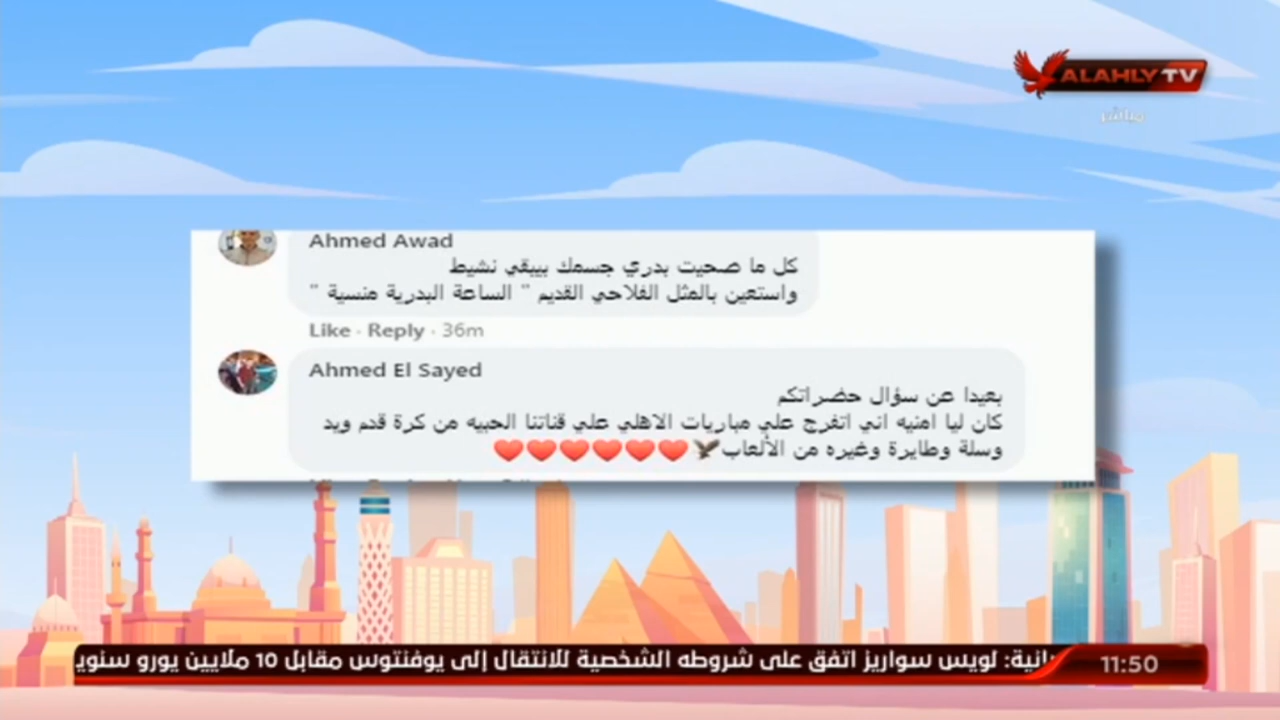 ALAHLY TV
مباشر
Ahmed Awad
كل ما صحيت بدري جسمك بيبقي نشيط
واستعين بالمثل الفلاحي القديم " الساعة البدرية منسية "
Like · Reply · 36m
Ahmed El Sayed
بعيدا عن سؤال حضراتكم
كان ليا امنيه اني اتفرج علي مباريات الاهلي علي قناتنا الحبيه من كرة قدم ويد
وسلة وطايرة وغيره من الألعاب🦅❤️❤️❤️❤️❤️❤️
لويس سواريز اتفق على شروطه الشخصية للانتقال إلى يوفنتوس مقابل 10 ملايين يورو
11:50